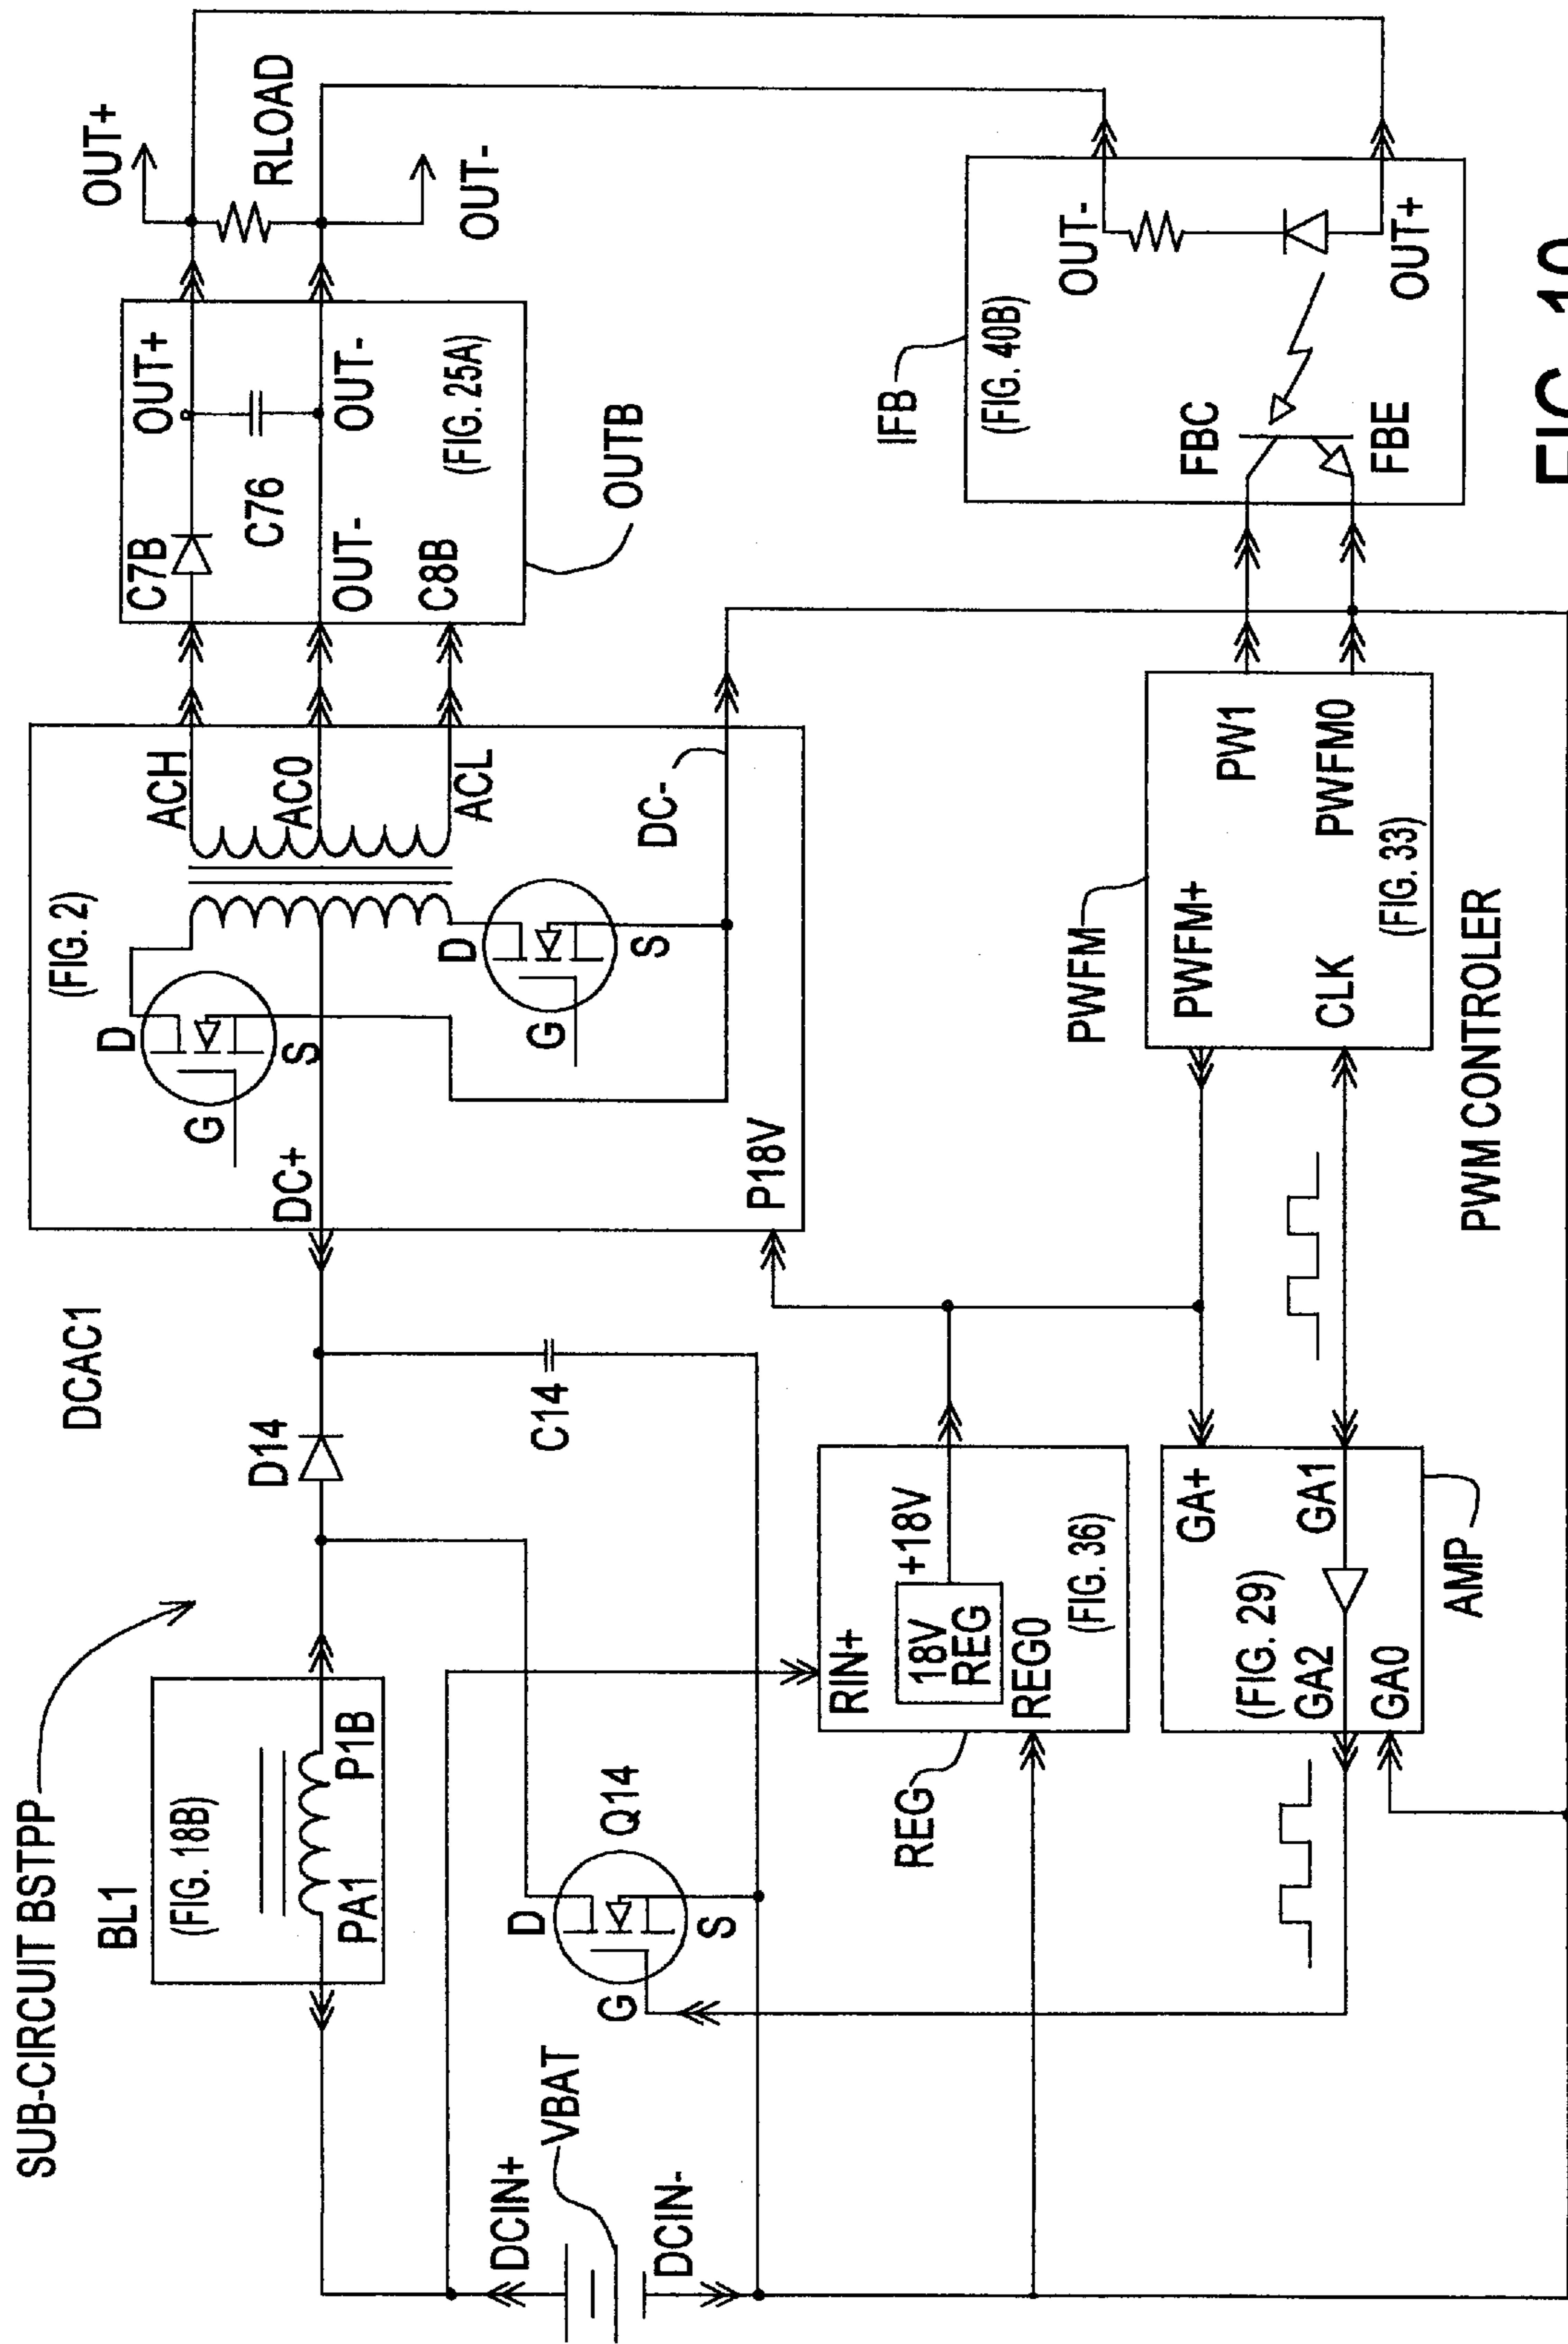 SUB-CIRCUIT BSTPP
BL1
(FIG. 18B)
PA1
P1B
DCAC1
D14
C14
(FIG. 2)
D
G
S
DC+
D
G
S
P18V
ACH
AC0
ACL
DC-
C7B
OUT+
C76
OUT-
OUT-
C8B
(FIG. 25A)
OUTB
OUT+
RLOAD
OUT-
DCIN+
VBAT
DCIN-
D
Q14
G
S
REG
RIN+
18V
REG
+18V
REG0
(FIG. 36)
GA+
GA1
(FIG. 29)
GA2
GA0
AMP
PWFM
PWFM+
PW1
CLK
PWFM0
(FIG. 33)
PWM CONTROLER
IFB
(FIG. 40B)
OUT-
FBC
FBE
OUT+